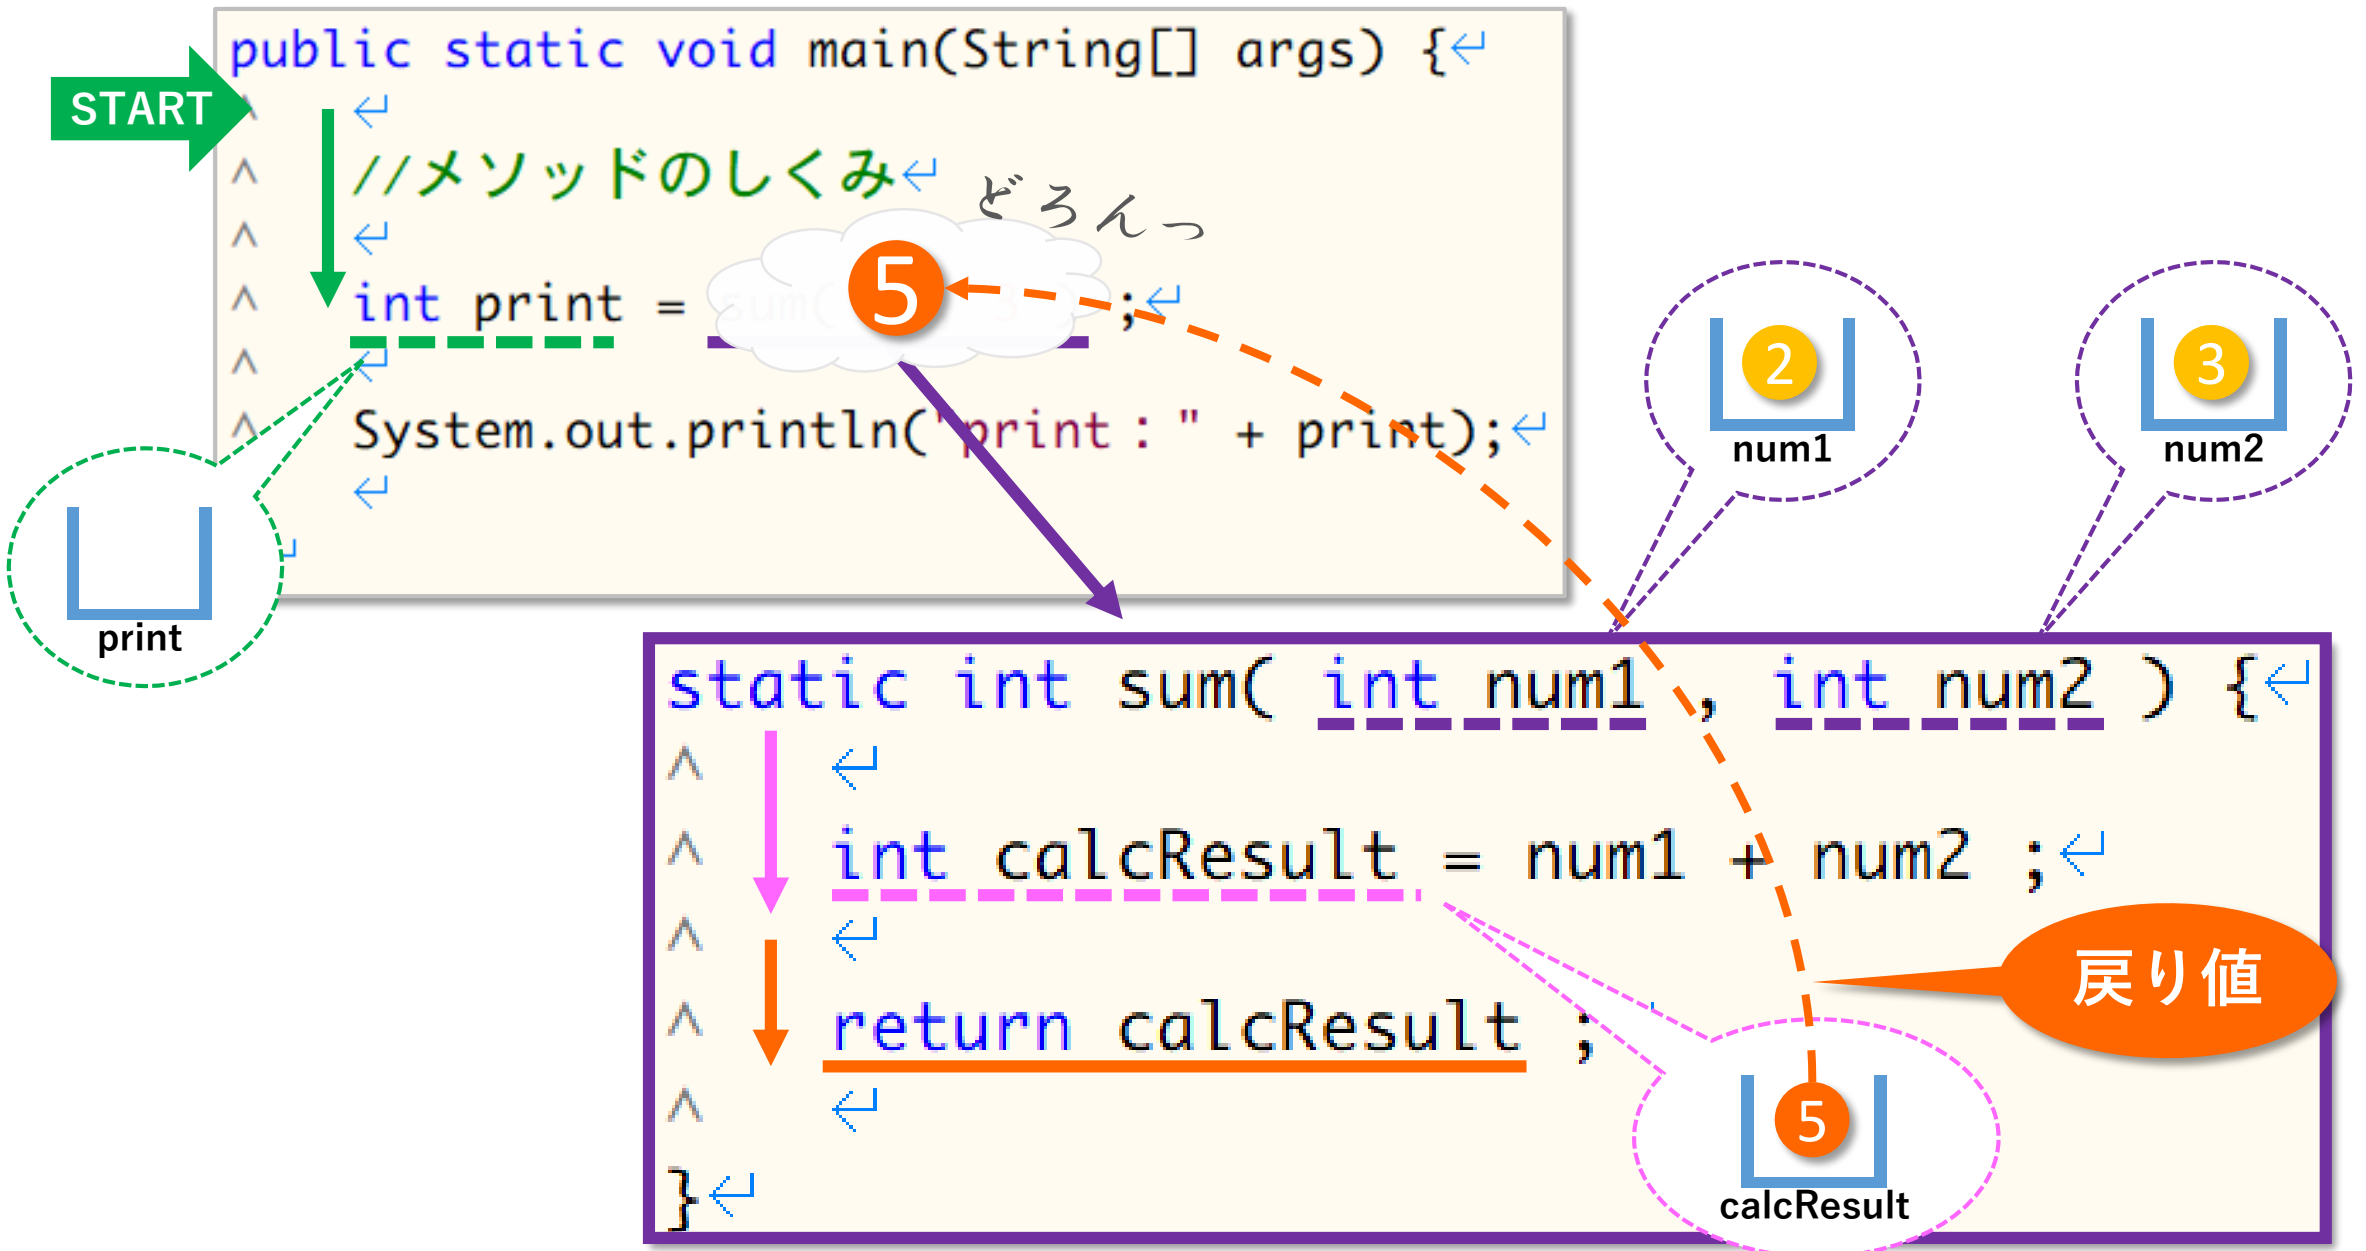 public static void main(String[] args) {
START
//メソッドのしくみ
どろんっ
int print = sum( 3 ) ;
5
System.out.println("print：" + print);
print
2
num1
3
num2
static int sum( int num1 , int num2 ) {
int calcResult = num1 + num2 ;
戻り値
return calcResult ;
5
calcResult
}